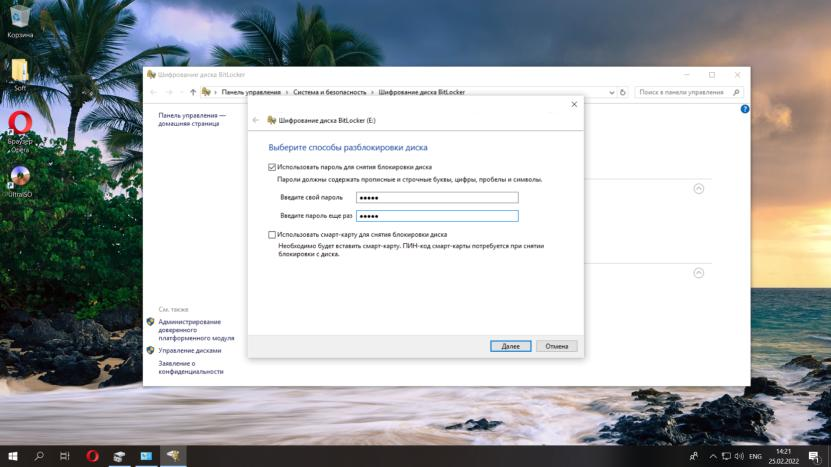 Корзина
Soft
Браузер
Opera
UltraISO
Шифрование диска BitLocker
Панель управления › Система и безопасность › Шифрование диска BitLocker
Поиск в панели управления
Панель управления —
домашняя страница
См. также
Администрирование
доверенного
платформенного модуля
Управление дисками
Заявление о
конфиденциальности
Шифрование диска BitLocker (E:)
Выберите способы разблокировки диска
Использовать пароль для снятия блокировки диска
Пароли должны содержать прописные и строчные буквы, цифры, пробелы и символы.
Введите свой пароль
●●●●●
Введите пароль еще раз
●●●●●
Использовать смарт-карту для снятия блокировки диска
Необходимо будет вставить смарт-карту. ПИН-код смарт-карты потребуется при снятии
блокировки с диска.
Далее
Отмена
ENG
14:21
25.02.2022